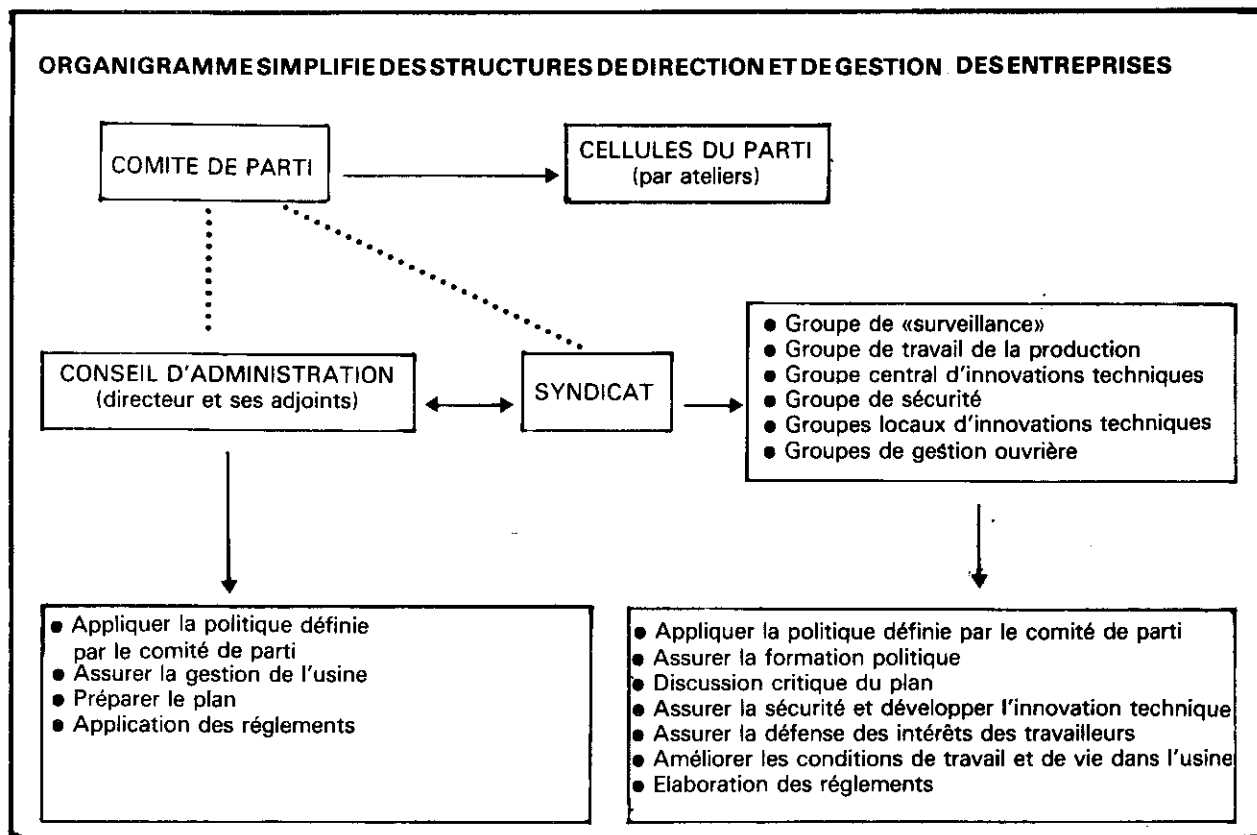 ORGANIGRAMME SIMPLIFIE DES STRUCTURES DE DIRECTION ET DE GESTION DES ENTREPRISES
COMITE DE PARTI
CELLULES DU PARTI
(par ateliers)
CONSEIL D'ADMINISTRATION
(directeur et ses adjoints)
SYNDICAT
● Groupe de «surveillance»
● Groupe de travail de la production
● Groupe central d'innovations techniques
● Groupe de sécurité
● Groupes locaux d'innovations techniques
● Groupes de gestion ouvrière
● Appliquer la politique définie
par le comité de parti
● Assurer la gestion de l'usine
● Préparer le plan
● Application des réglements
● Appliquer la politique définie par le comité de parti
● Assurer la formation politique
● Discussion critique du plan
● Assurer la sécurité et développer l'innovation technique
● Assurer la défense des intérêts des travailleurs
● Améliorer les conditions de travail et de vie dans l'usine
● Elaboration des réglements